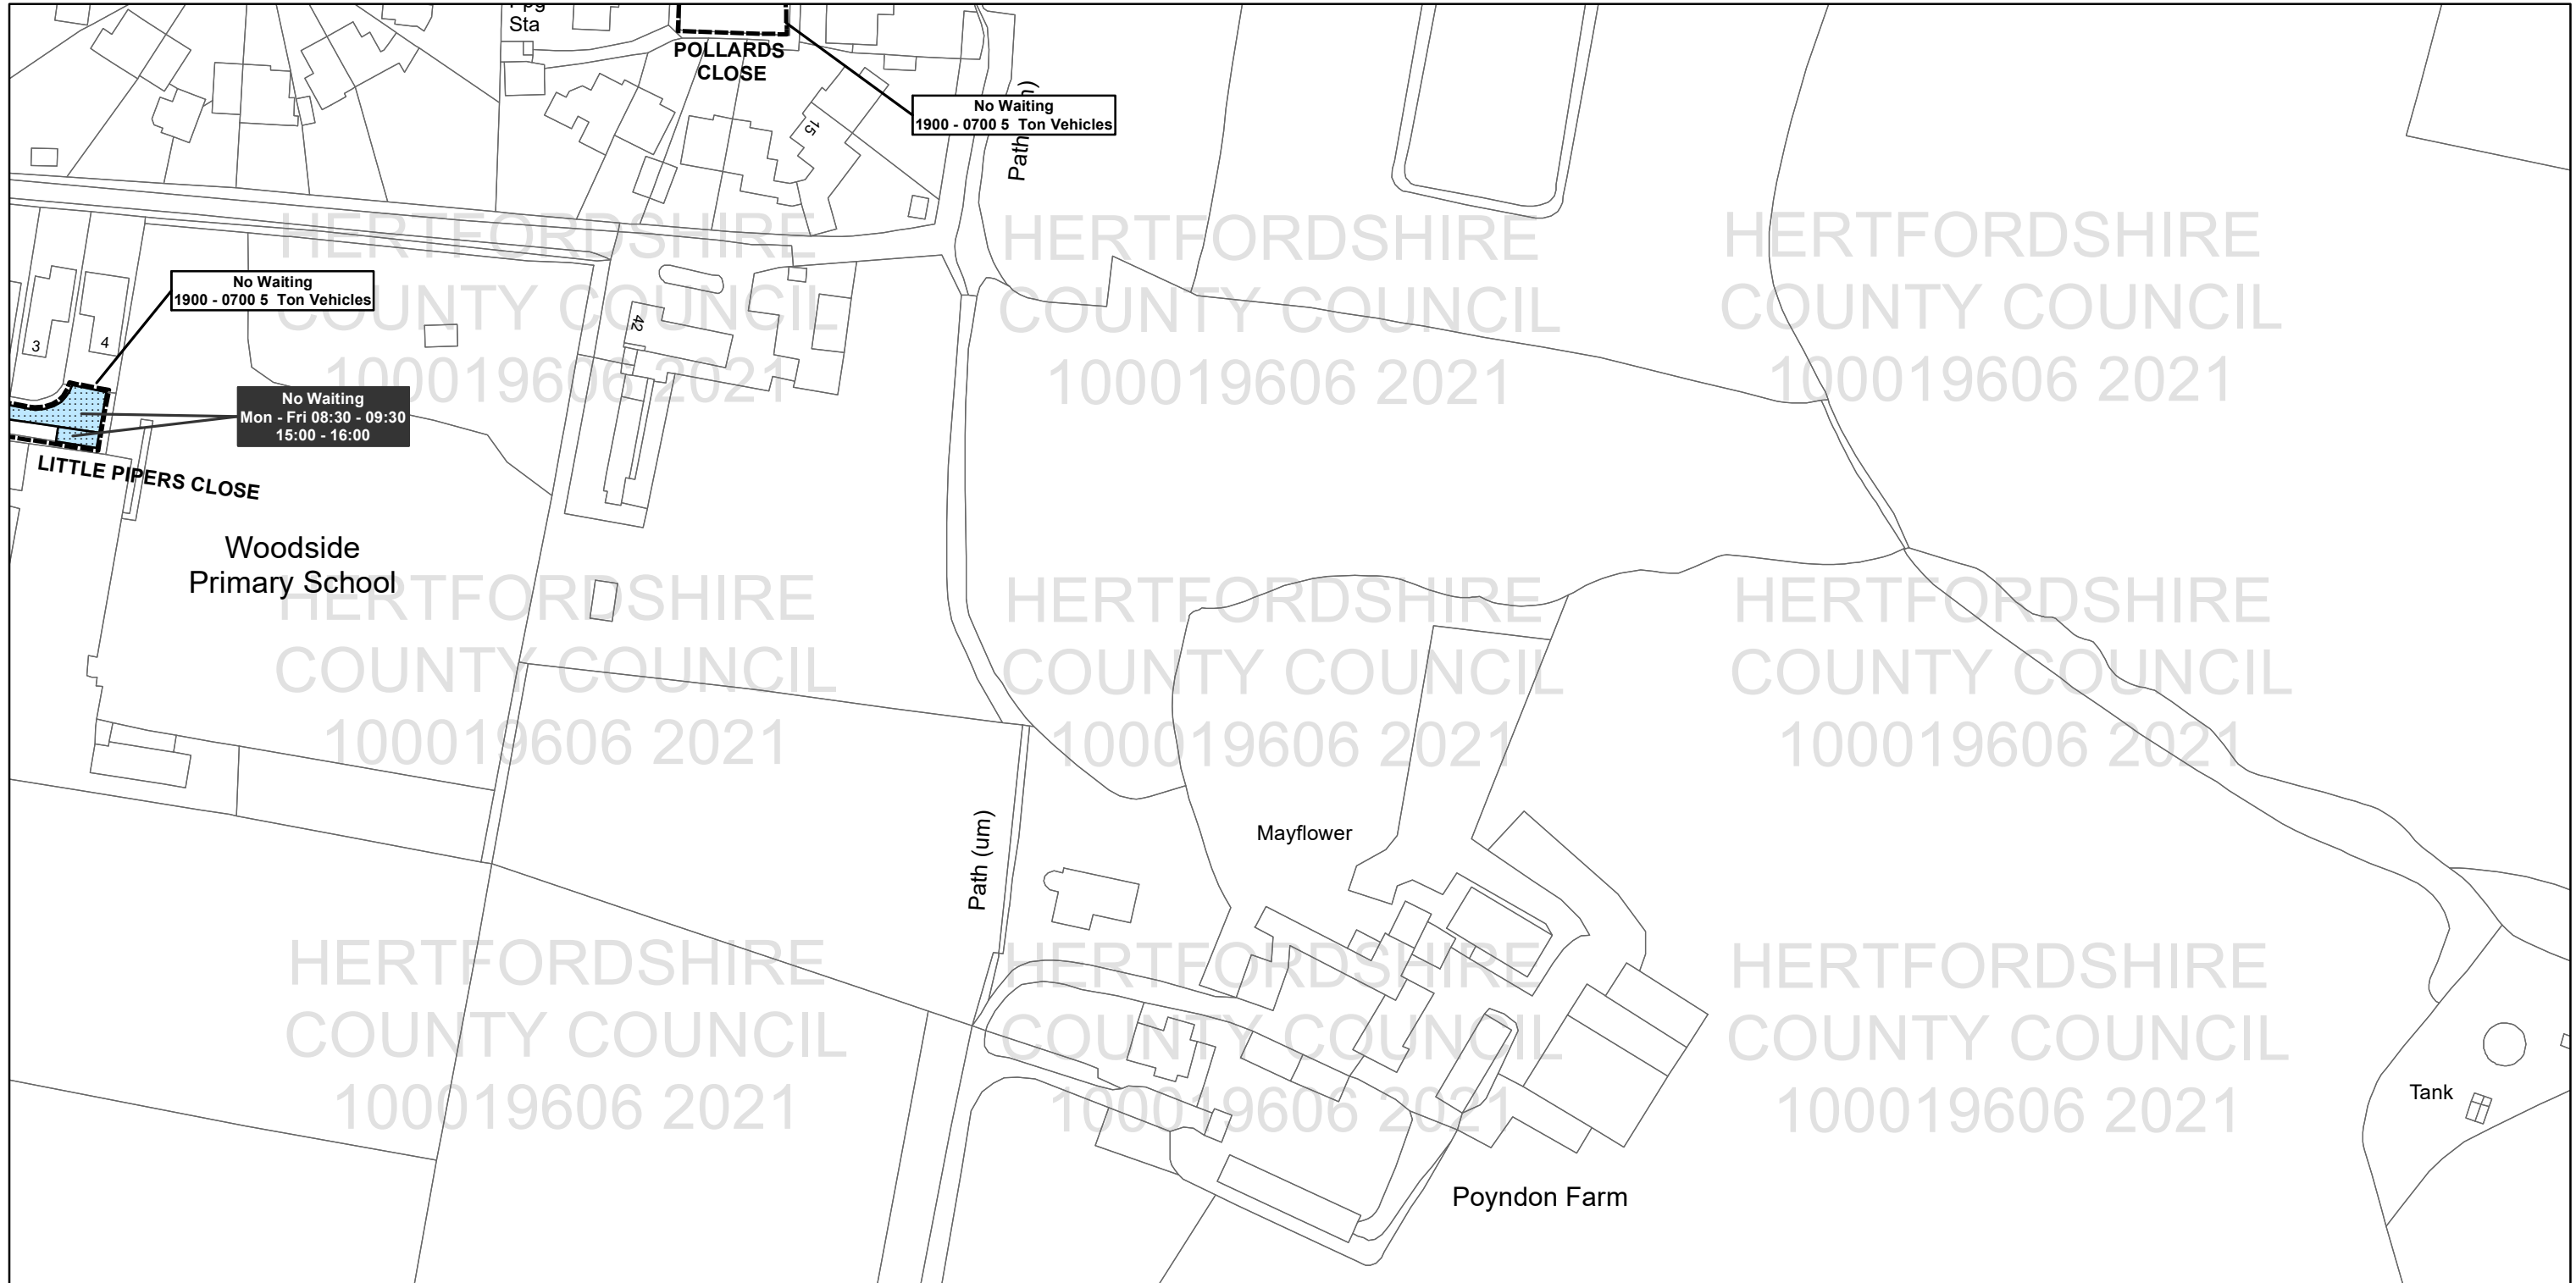 Sta
POLLARDS
CLOSE
No Waiting
1900 - 0700 5 Ton Vehicles
Path
15
HERTFORDSHIRE
COUNTY COUNCIL
100019606 2021
HERTFORDSHIRE
COUNTY COUNCIL
100019606 2021
HERTFORDSHIRE
COUNTY COUNCIL
100019606 2021
No Waiting
1900 - 0700 5 Ton Vehicles
42
3
4
No Waiting
Mon - Fri 08:30 - 09:30
15:00 - 16:00
LITTLE PIPERS CLOSE
Woodside
Primary School
HERTFORDSHIRE
COUNTY COUNCIL
100019606 2021
HERTFORDSHIRE
COUNTY COUNCIL
100019606 2021
HERTFORDSHIRE
COUNTY COUNCIL
100019606 2021
Mayflower
Path (um)
HERTFORDSHIRE
COUNTY COUNCIL
100019606 2021
HERTFORDSHIRE
COUNTY COUNCIL
100019606 2021
HERTFORDSHIRE
COUNTY COUNCIL
100019606 2021
Tank
Poyndon Farm